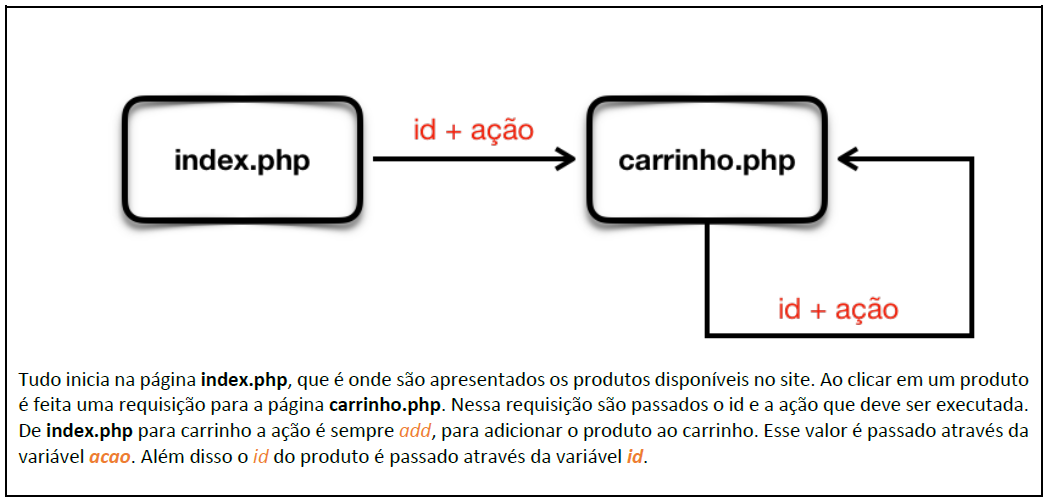 id + ação
index.php
carrinho.php
id + ação
Tudo inicia na página index.php, que é onde são apresentados os produtos disponíveis no site. Ao clicar em um produto
é feita uma requisição para a página carrinho.php. Nessa requisição são passados o id e a ação que deve ser executada.
De index.php para carrinho a ação é sempre add, para adicionar o produto ao carrinho. Esse valor é passado através da
variável acao. Além disso o id do produto é passado através da variável id.